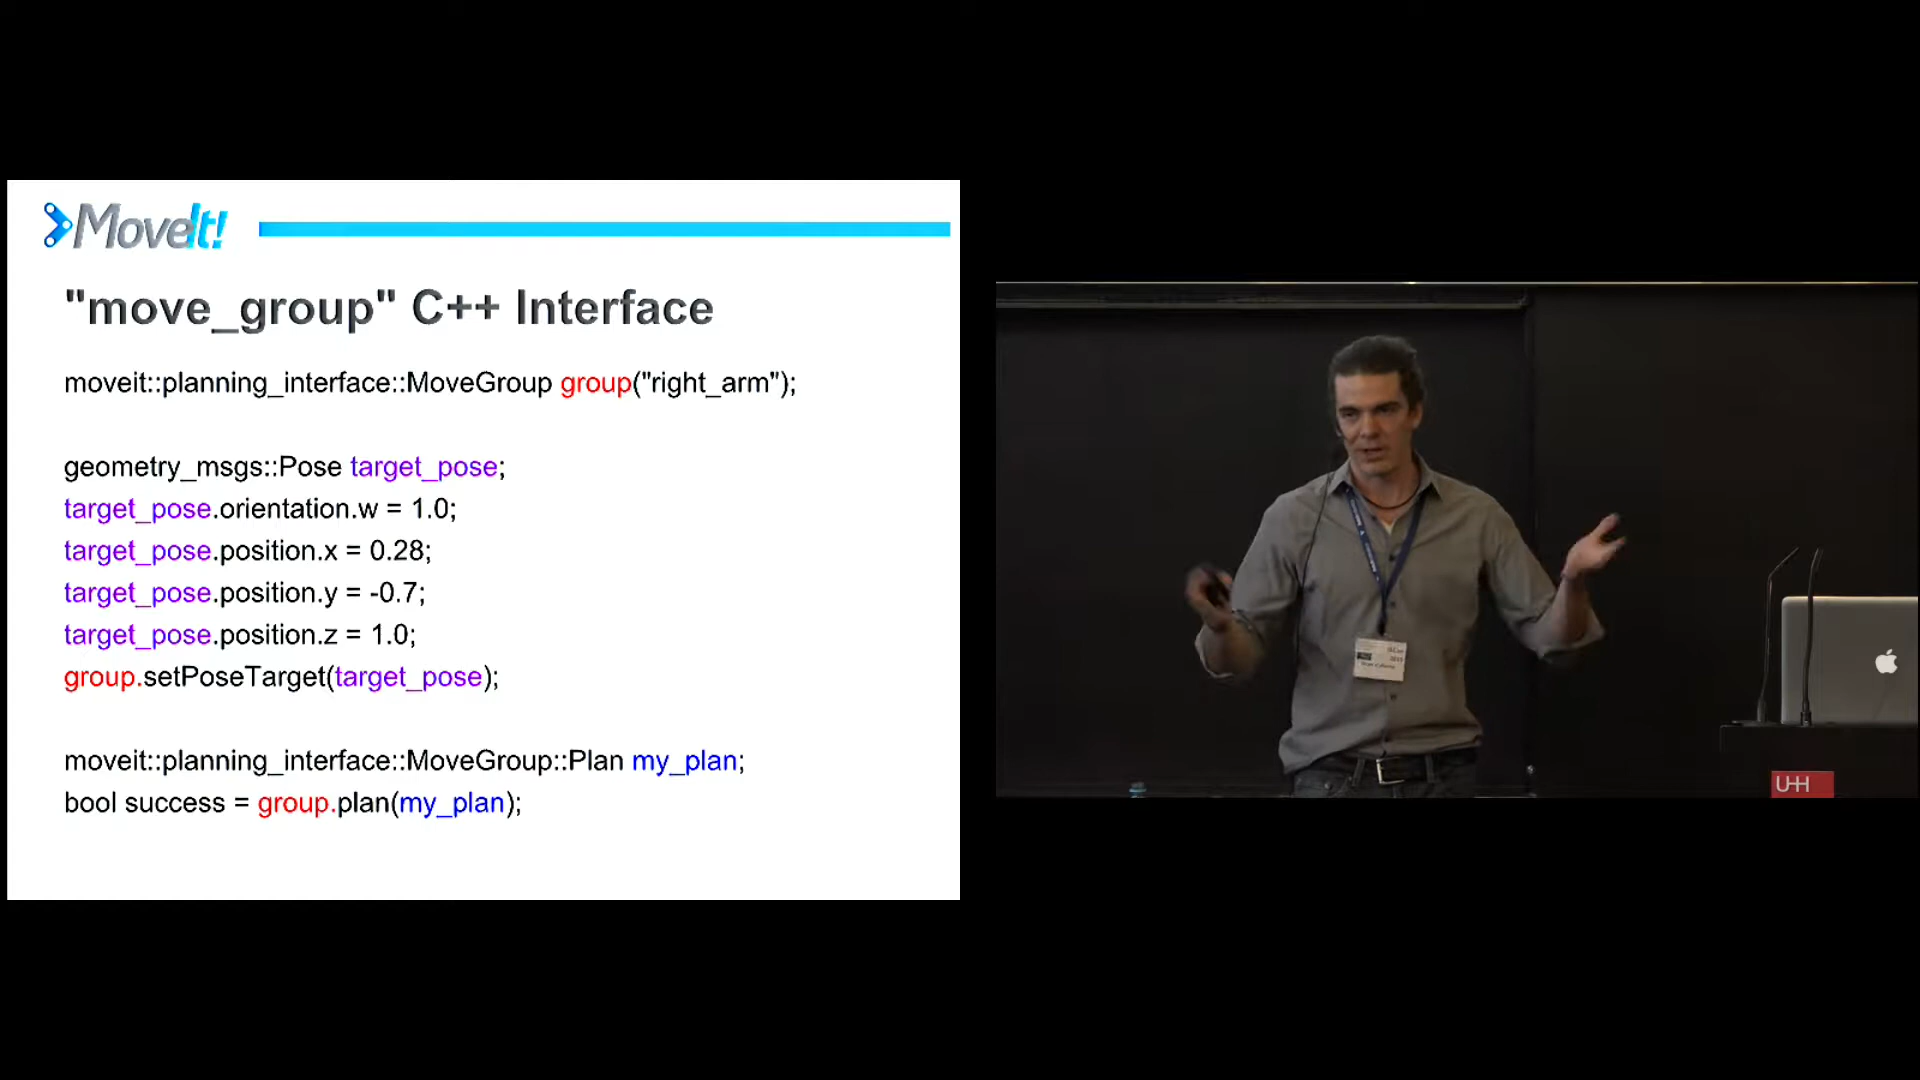 MoveIt!
"move_group" C++ Interface
moveit::planning_interface::MoveGroup group("right_arm");
geometry_msgs::Pose target_pose;
target_pose.orientation.w = 1.0;
target_pose.position.x = 0.28;
target_pose.position.y = -0.7;
target_pose.position.z = 1.0;
group.setPoseTarget(target_pose);
moveit::planning_interface::MoveGroup::Plan my_plan;
bool success = group.plan(my_plan);
UHH